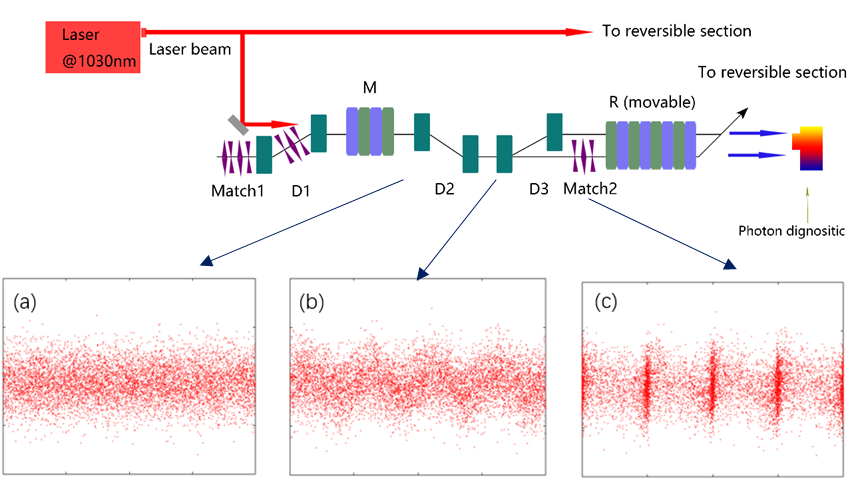 Laser
@1030nm
Laser beam
To reversible section
To reversible section
M
R (movable)
Match1
D1
D2
D3
Match2
Photon dignositic
(a)
(b)
(c)